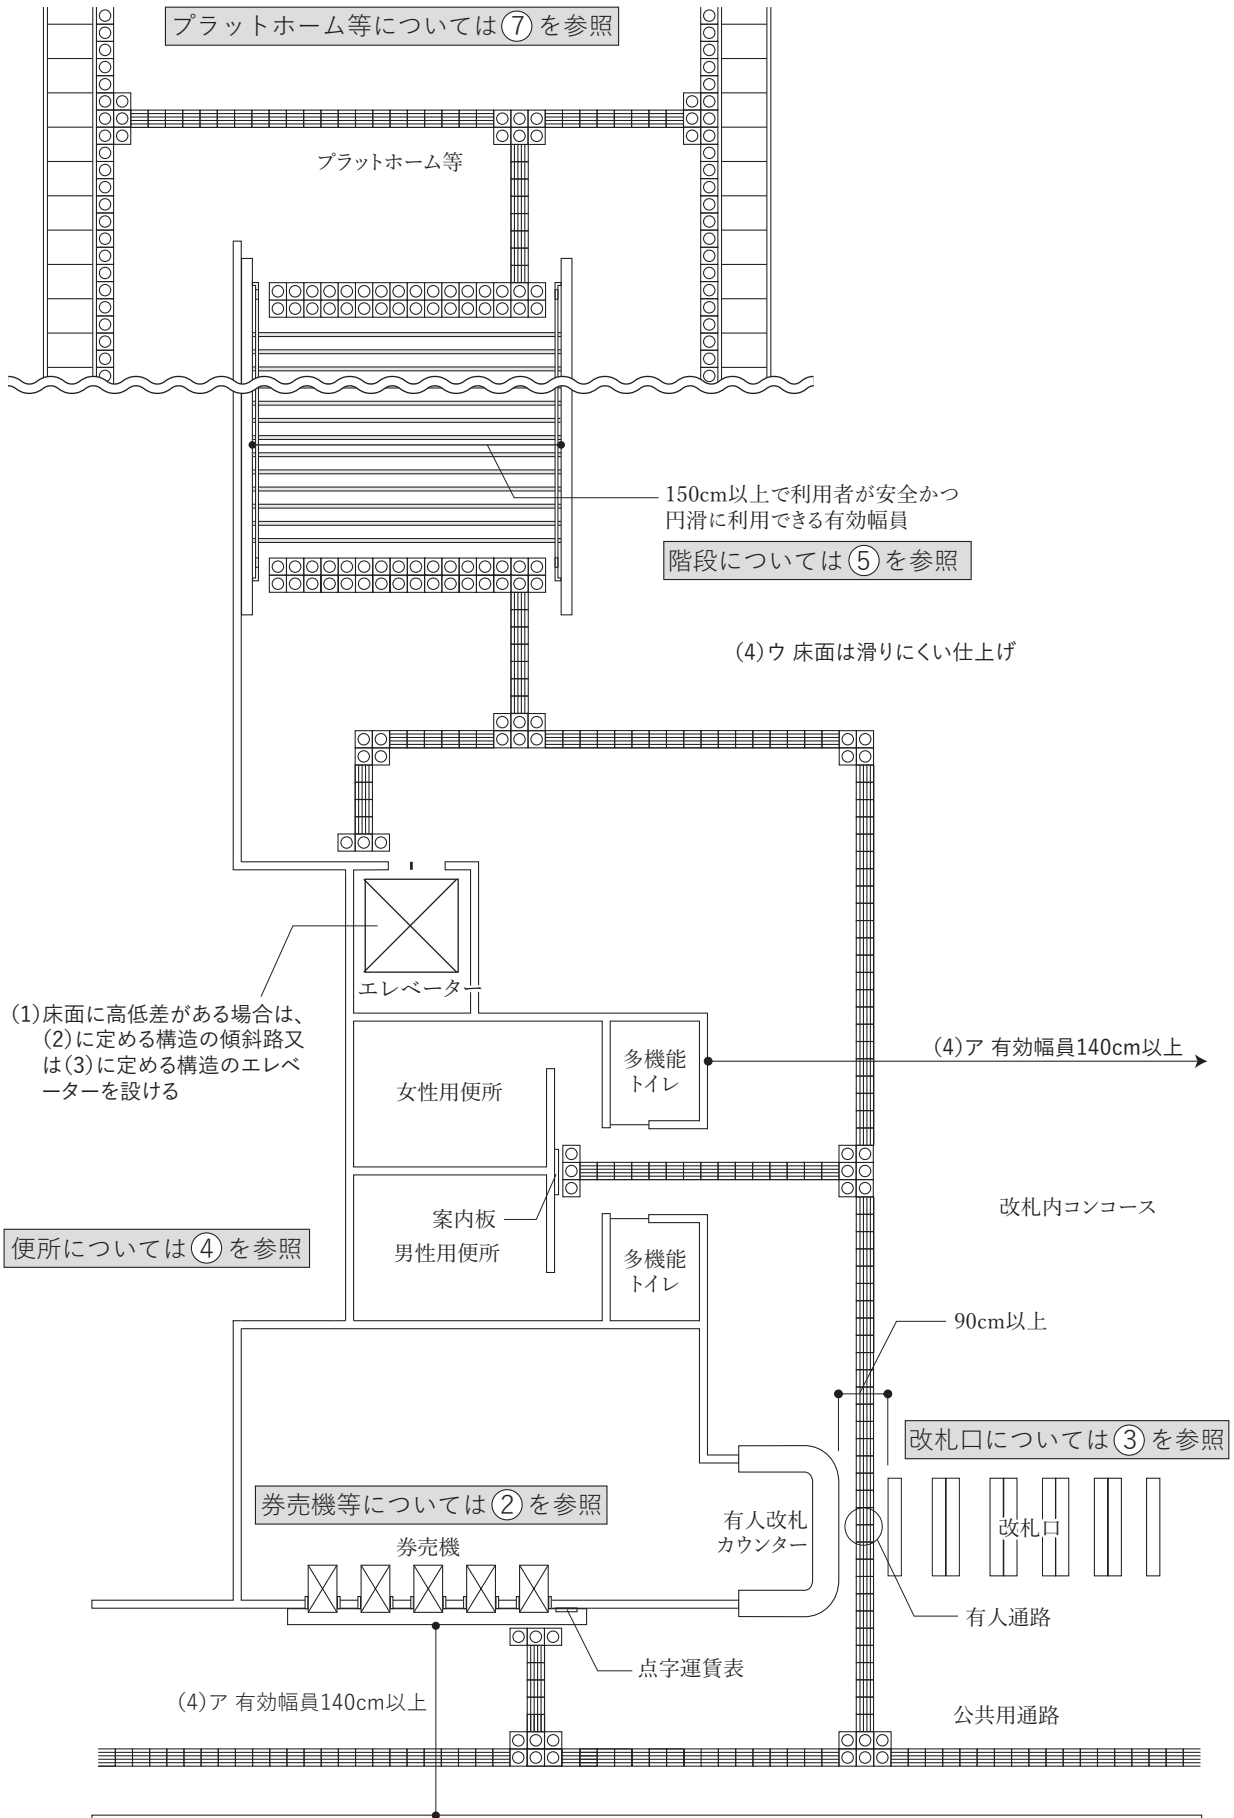 プラットホーム等については⑦を参照
プラットホーム等
150cm以上で利用者が安全かつ
円滑に利用できる有効幅員
階段については⑤を参照
(4)ウ 床面は滑りにくい仕上げ
エレベーター
(1)床面に高低差がある場合は、
(2)に定める構造の傾斜路又
は(3)に定める構造のエレベ
ーターを設ける
(4)ア 有効幅員140cm以上
多機能
トイレ
女性用便所
案内板
男性用便所
改札内コンコース
便所については④を参照
多機能
トイレ
90cm以上
改札口については③を参照
券売機等については②を参照
券売機
有人改札
カウンター
改札口
有人通路
点字運賃表
(4)ア 有効幅員140cm以上
公共用通路